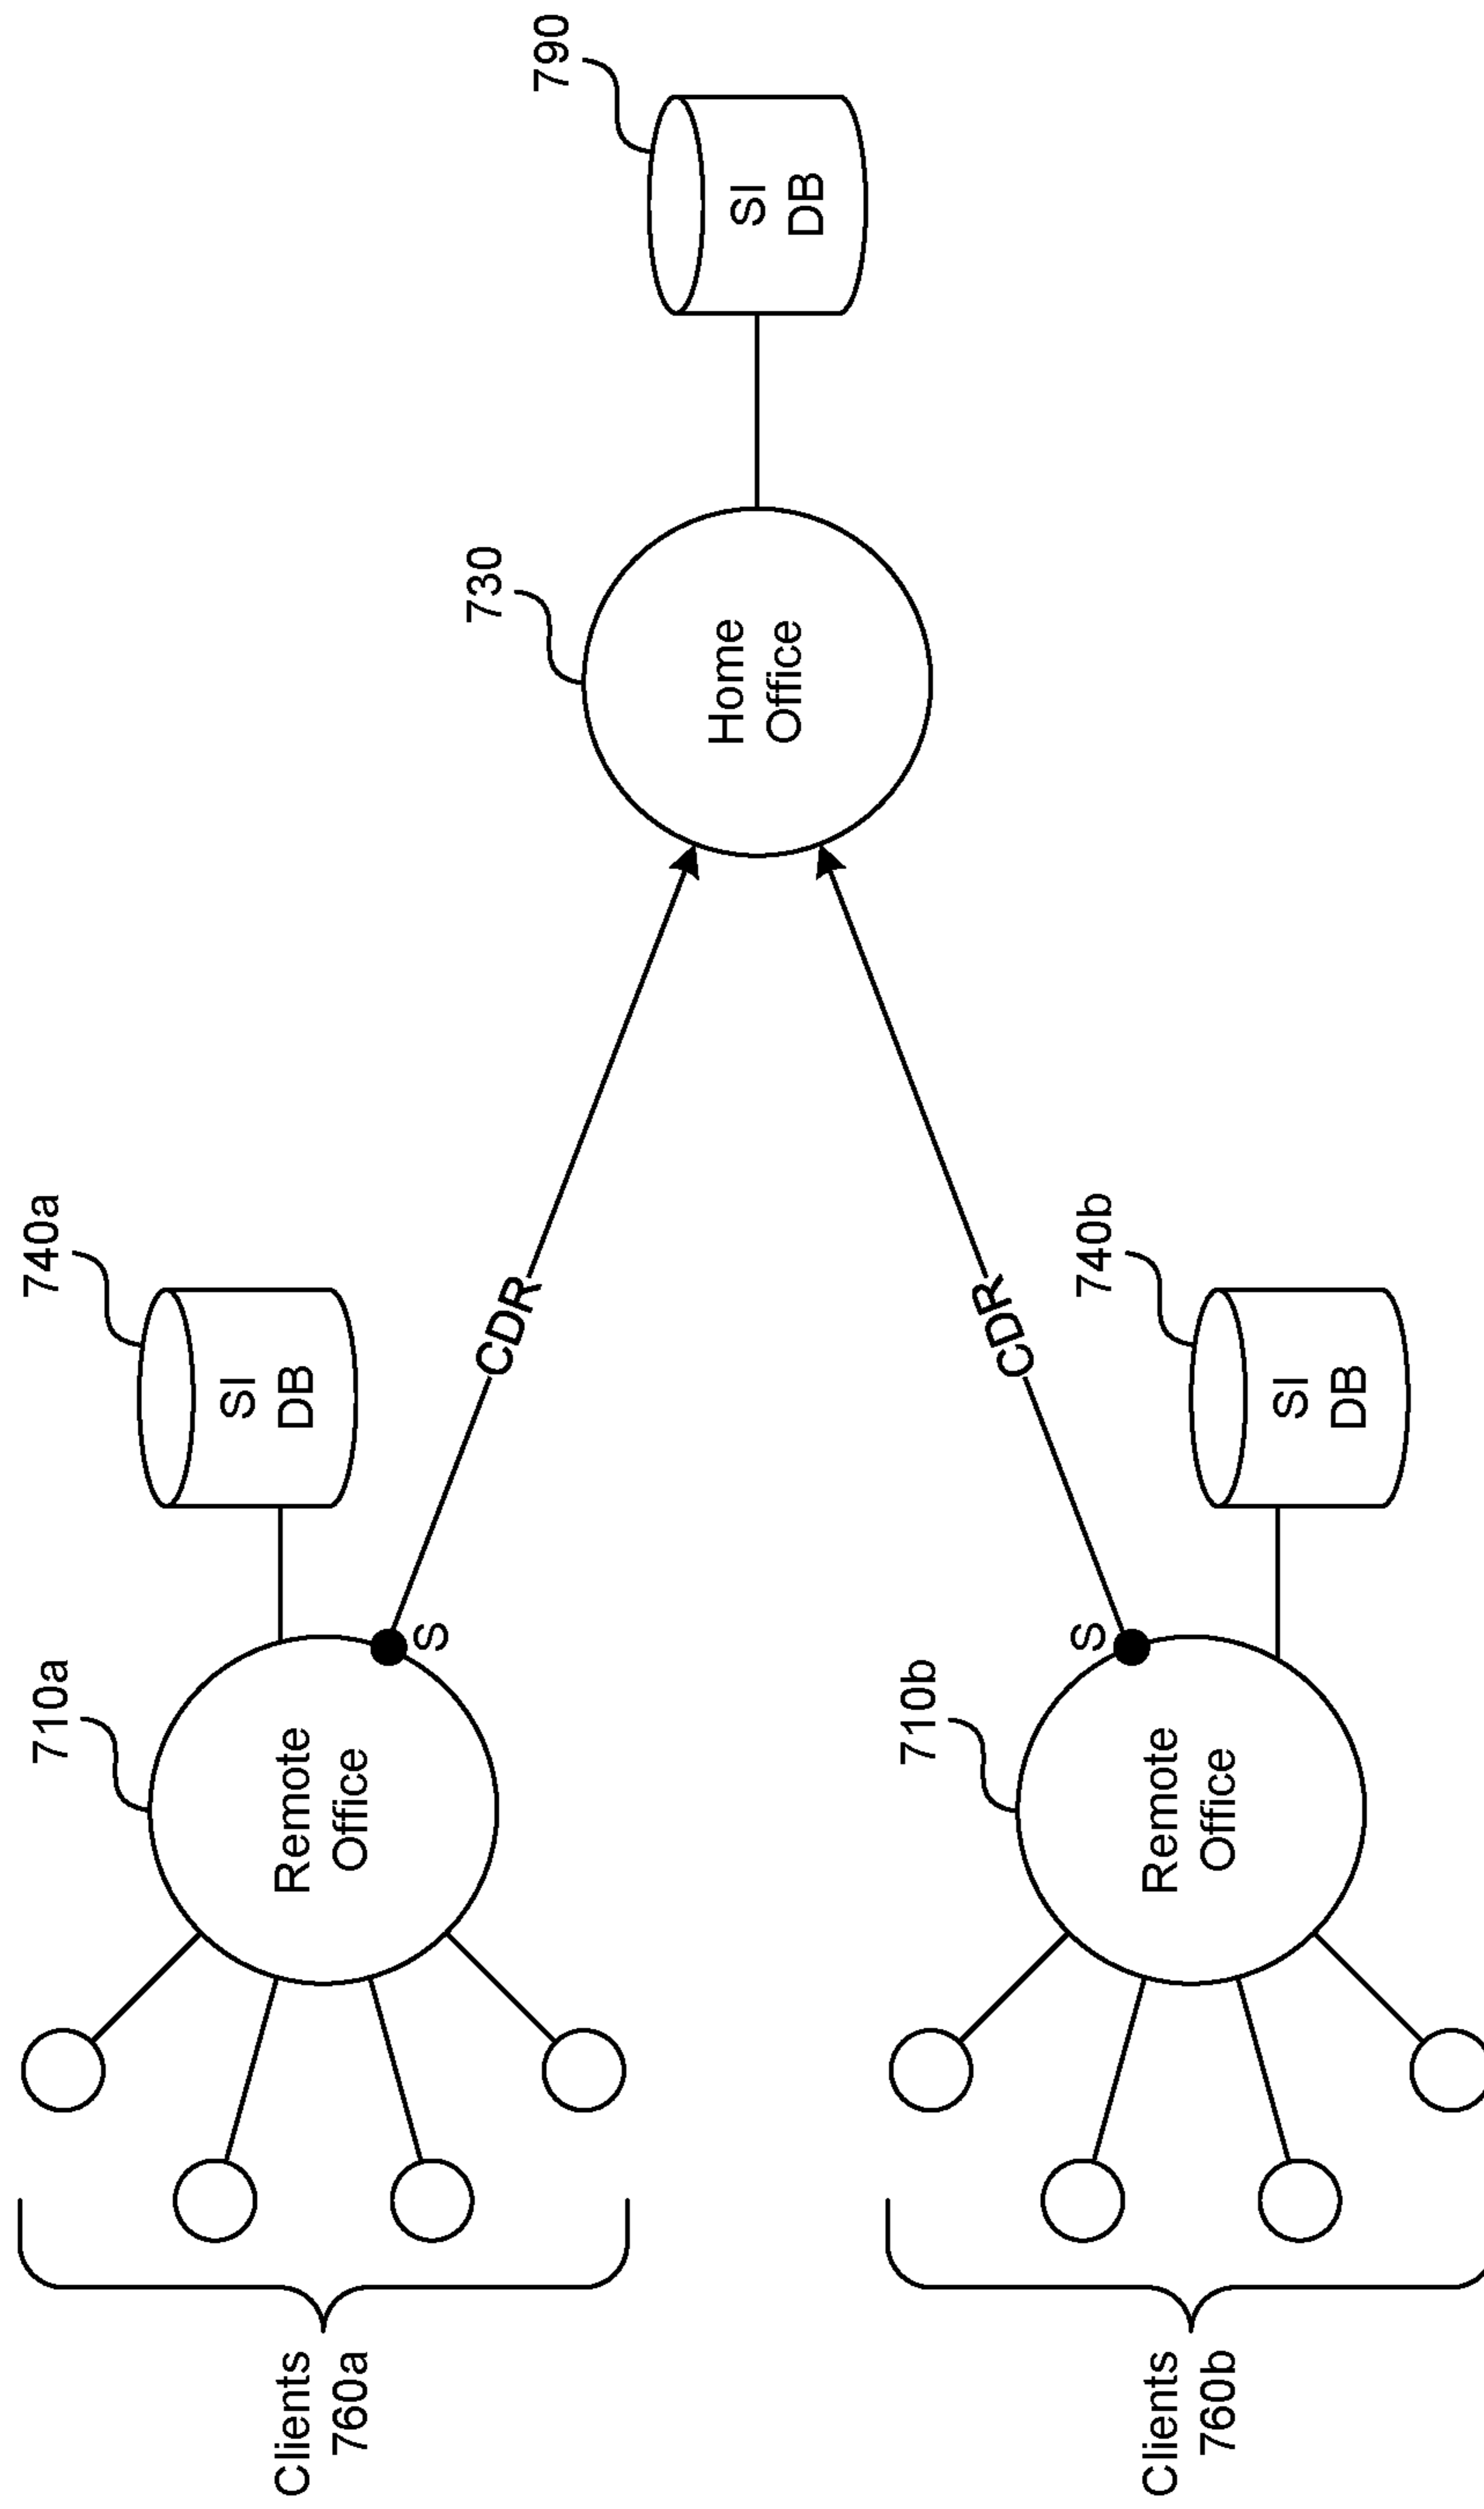 740a
710a
SI
DB
Clients
760a
Remote
Office
S
CDR
730
790
Home
Office
SI
DB
710b
CDR
S
740b
Clients
760b
Remote
Office
SI
DB